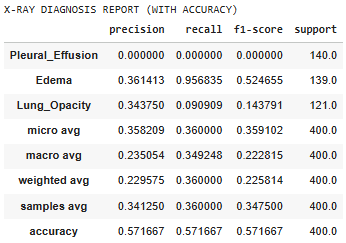 X-RAY DIAGNOSIS REPORT (WITH ACCURACY)
precision recall f1-score support
Pleural_Effusion 0.000000 0.000000 0.000000 140.0
Edema 0.361413 0.956835 0.524655 139.0
Lung_Opacity 0.343750 0.090909 0.143791 121.0
micro avg 0.358209 0.360000 0.359102 400.0
macro avg 0.235054 0.349248 0.222815 400.0
weighted avg 0.229575 0.360000 0.225814 400.0
samples avg 0.341250 0.360000 0.347500 400.0
accuracy 0.571667 0.571667 0.571667 400.0